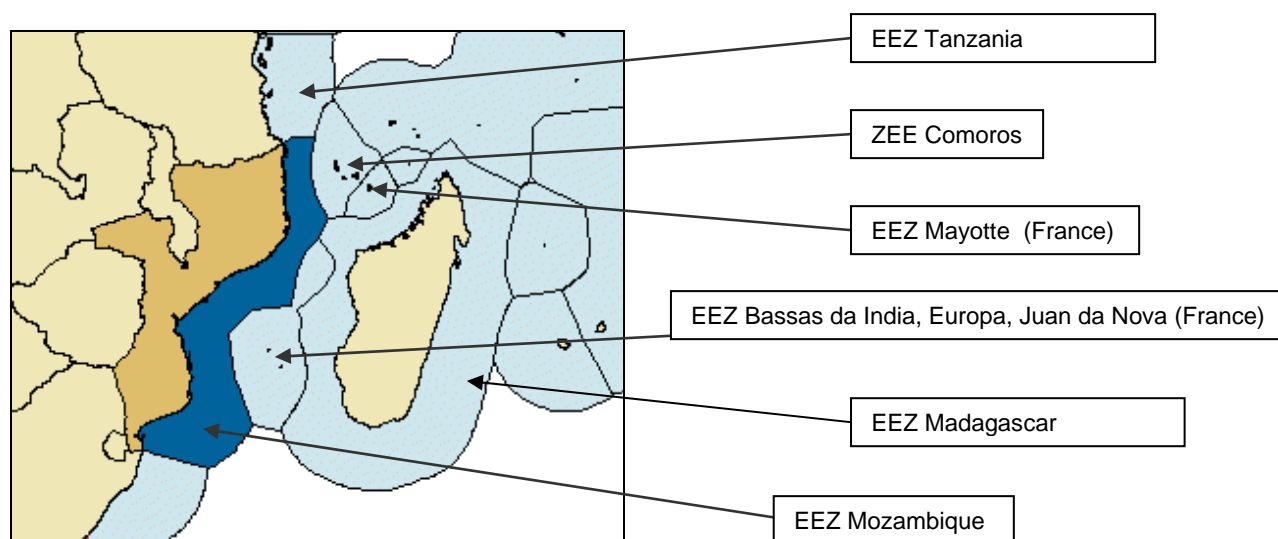 EEZ Tanzania
ZEE Comoros
EEZ Mayotte (France)
EEZ Bassas da India, Europa, Juan da Nova (France)
EEZ Madagascar
EEZ Mozambique